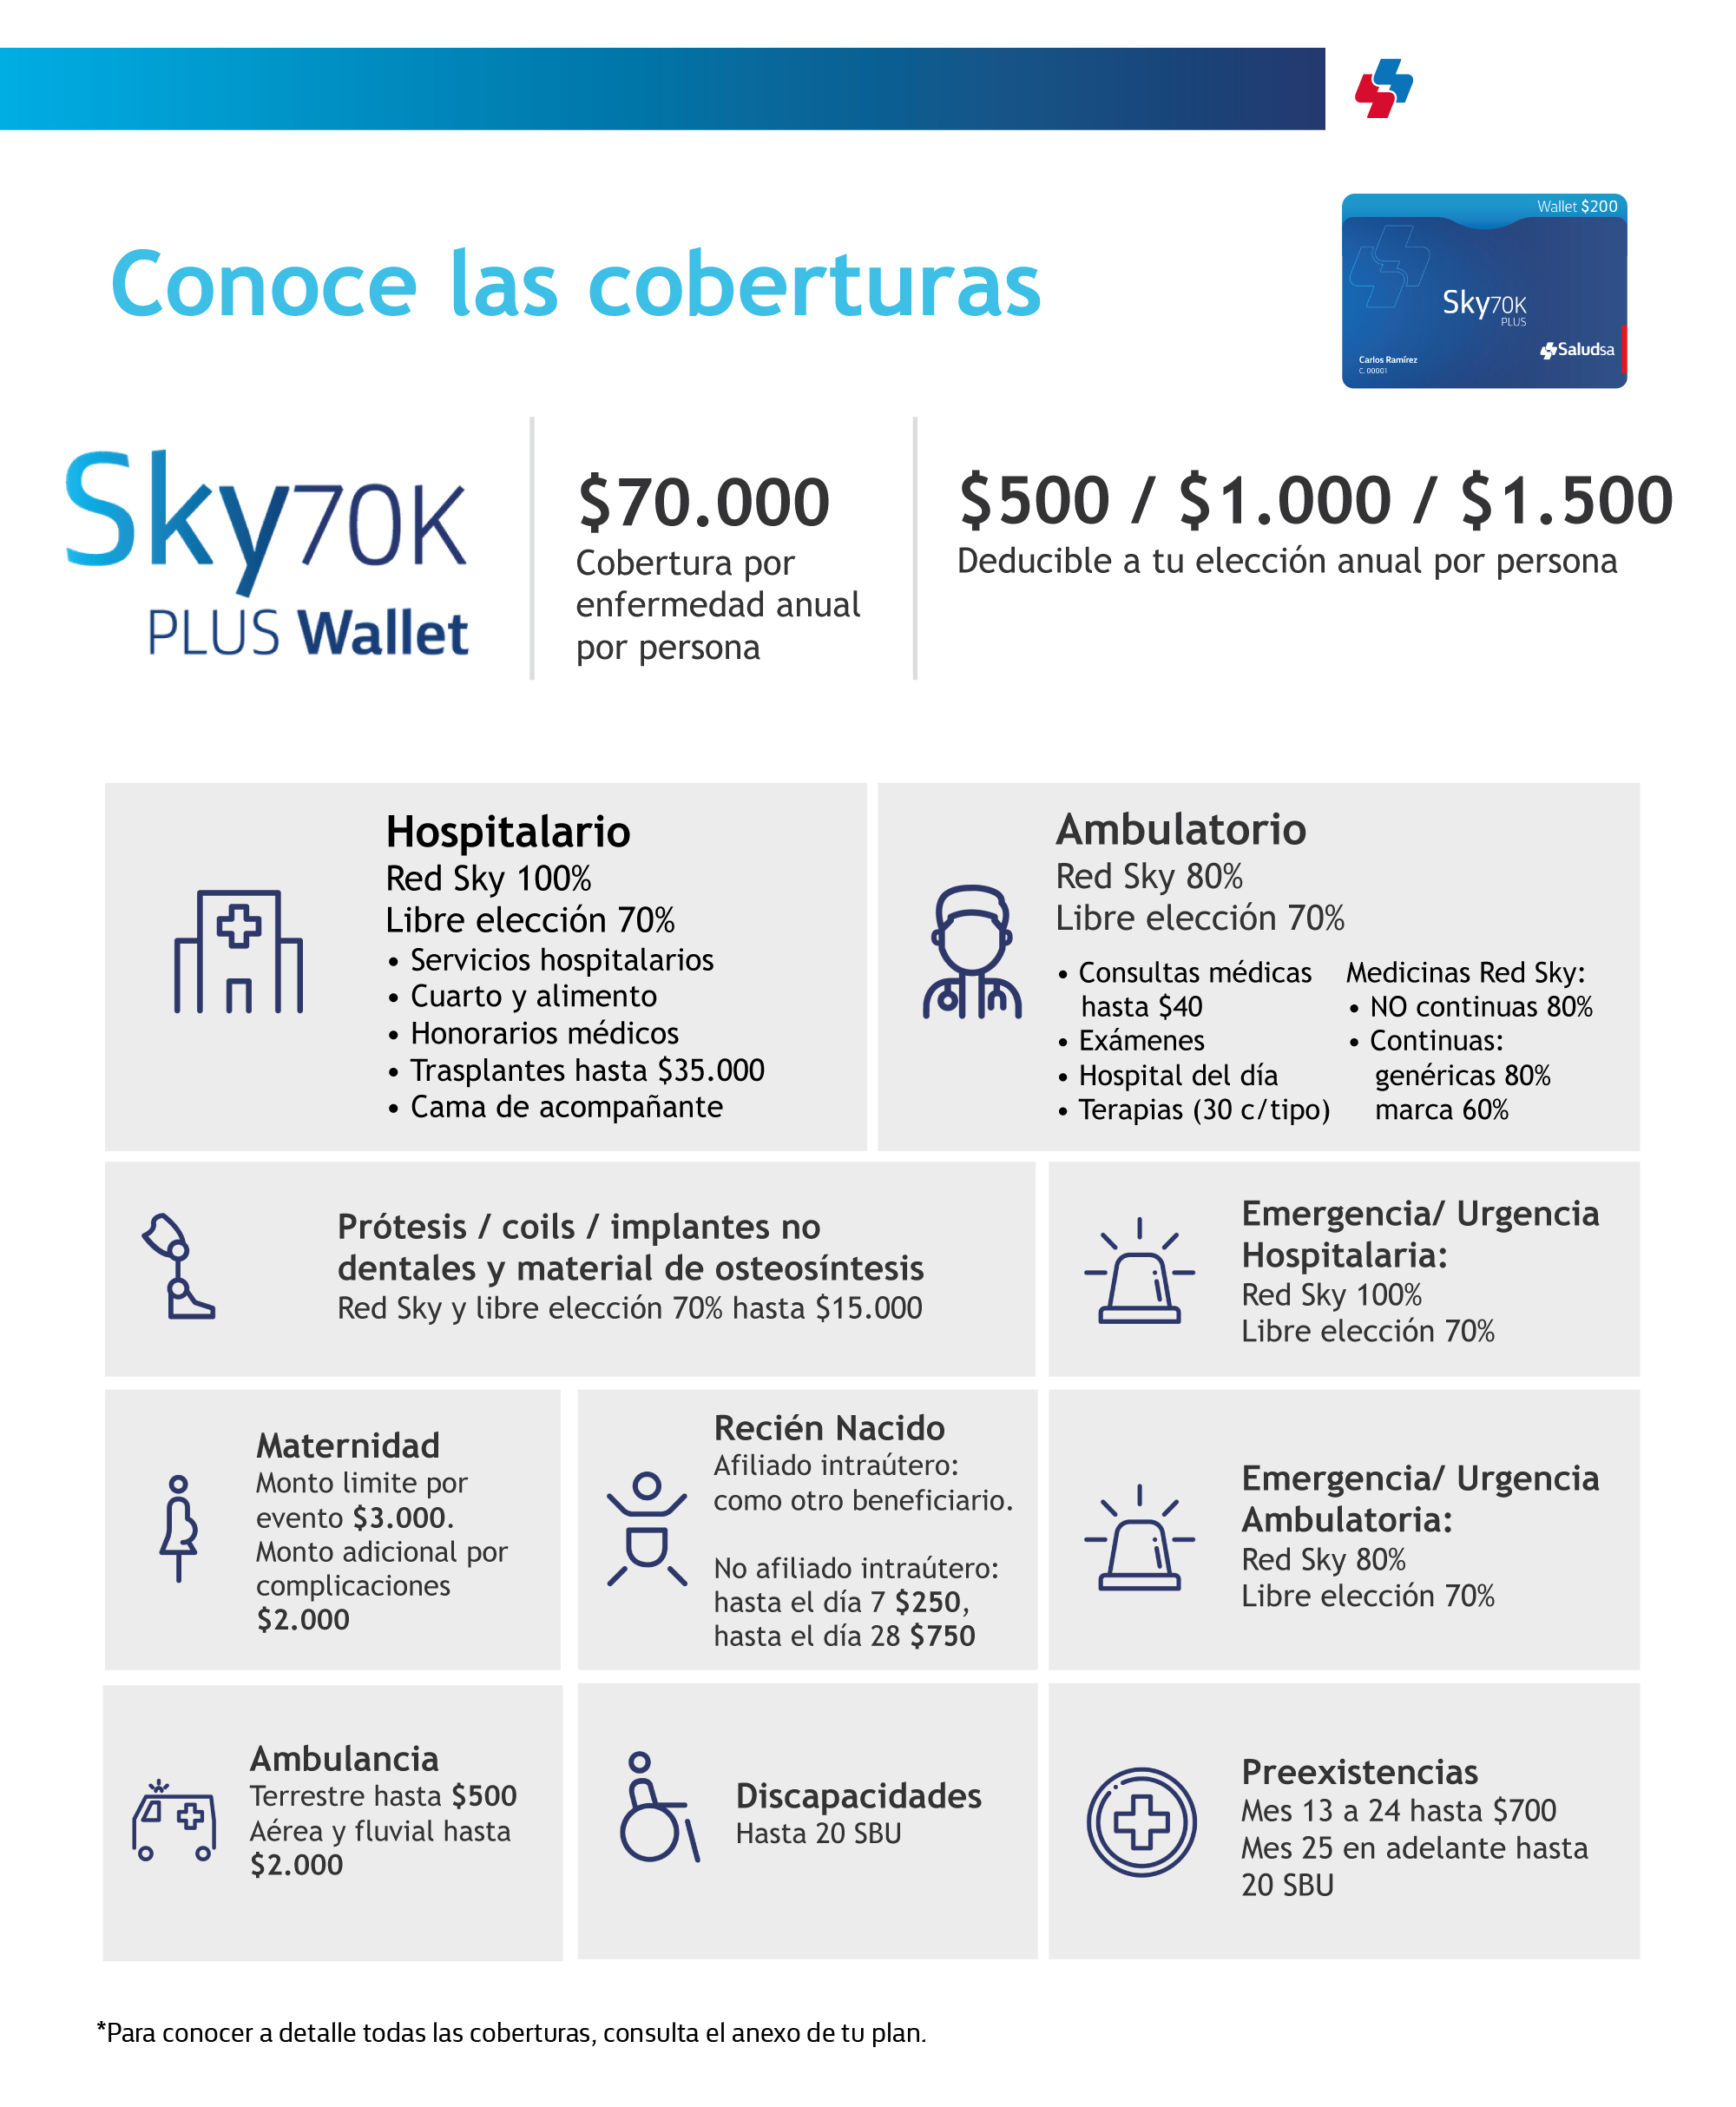 Conoce las coberturas
Wallet $200
Sky70K
PLUS
Saludsa
Carlos Ramírez
C. 00001
Sky70K
PLUS Wallet
$70.000
Cobertura por
enfermedad anual
por persona
$500 / $1.000 / $1.500
Deducible a tu elección anual por persona
Hospitalario
Red Sky 100%
Libre elección 70%
• Servicios hospitalarios
• Cuarto y alimento
• Honorarios médicos
• Trasplantes hasta $35.000
• Cama de acompañante
Ambulatorio
Red Sky 80%
Libre elección 70%
• Consultas médicas
hasta $40
• Exámenes
• Hospital del día
• Terapias (30 c/tipo)
Medicinas Red Sky:
• NO continuas 80%
• Continuas:
genéricas 80%
marca 60%
Prótesis / coils / implantes no
dentales y material de osteosíntesis
Red Sky y libre elección 70% hasta $15.000
Emergencia/ Urgencia
Hospitalaria:
Red Sky 100%
Libre elección 70%
Maternidad
Monto limite por
evento $3.000.
Monto adicional por
complicaciones
$2.000
Recién Nacido
Afiliado intraútero:
como otro beneficiario.
No afiliado intraútero:
hasta el día 7 $250,
hasta el día 28 $750
Emergencia/ Urgencia
Ambulatoria:
Red Sky 80%
Libre elección 70%
Ambulancia
Terrestre hasta $500
Aérea y fluvial hasta
$2.000
Discapacidades
Hasta 20 SBU
Preexistencias
Mes 13 a 24 hasta $700
Mes 25 en adelante hasta
20 SBU
*Para conocer a detalle todas las coberturas, consulta el anexo de tu plan.